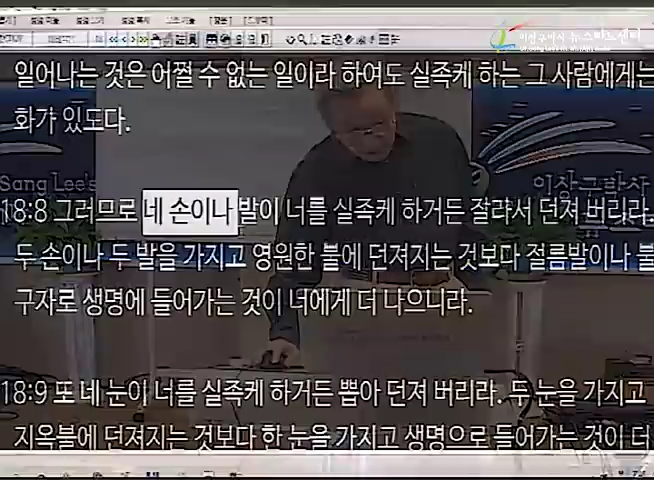 일어나는 것은 어쩔 수 없는 일이라 하여도 실족케 하는 그 사람에게는
화가 있도다.
Sang Lee's
이상구박사
18:8 그러므로 네 손이나 발이 너를 실족케 하거든 잘라서 던져 버리라.
두 손이나 두 발을 가지고 영원한 불에 던져지는 것보다 절름발이나 불
구자로 생명에 들어가는 것이 너에게 더 나으니라.
18:9 또 네 눈이 너를 실족케 하거든 뽑아 던져 버리라. 두 눈을 가지고
지옥불에 던져지는 것보다 한 눈을 가지고 생명으로 들어가는 것이 더